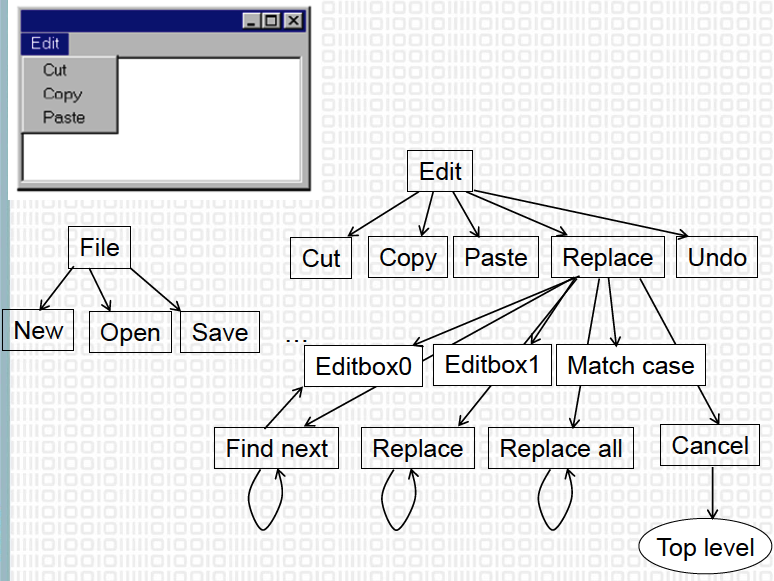 Edit
Cut
Copy
Paste
Edit
File
Cut
Copy
Paste
Replace
Undo
New
Open
Save
...
Editbox0
Editbox1
Match case
Find next
Replace
Replace all
Cancel
Top level